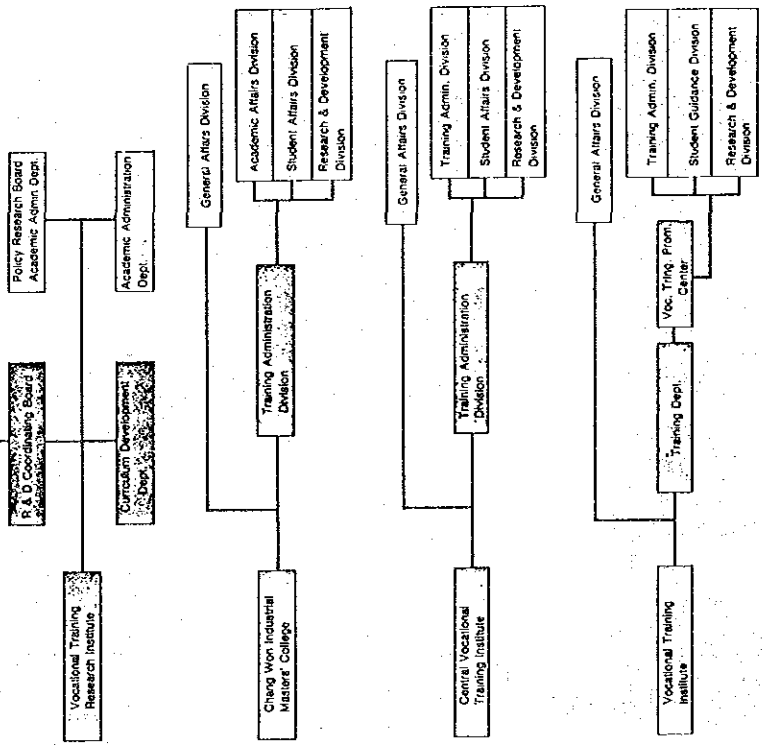 Vocational Training
Research Institute
R & D Coordinating Board
Curriculum Development
Dept.
Policy Research Board
Academic Admin. Dept.
Academic Administration
Dept.
Chang Won Industrial
Masters' College
Training Administration
Division
General Affairs Division
Academic Affairs Division
Student Affairs Division
Research & Development
Division
Central Vocational
Training Institute
Training Administration
Division
General Affairs Division
Training Admin. Division
Student Affairs Division
Research & Development
Division
Vocational Training
Institute
Training Dept.
Voc. Tring. Prom.
Center
General Affairs Division
Training Admin. Division
Student Guidance Division
Research & Development
Division